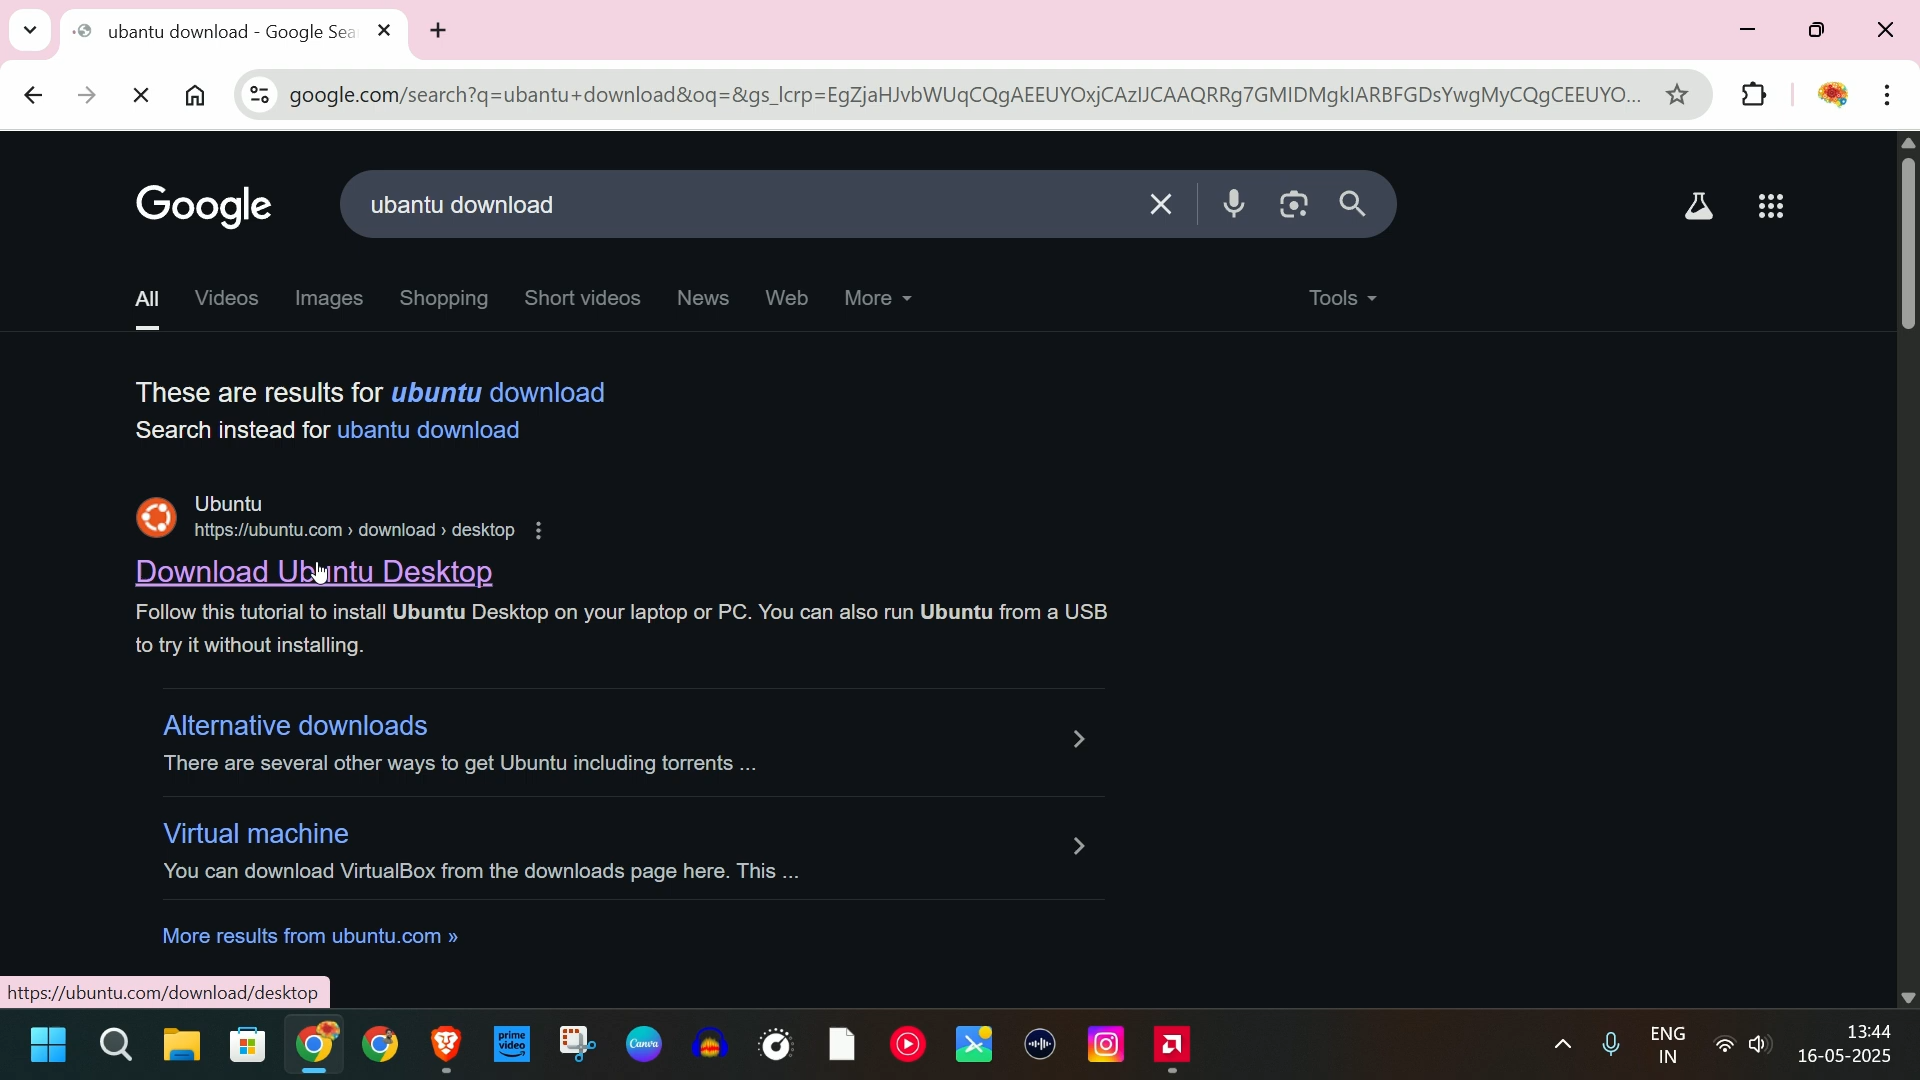 ubantu download - Google Sea
google.com/search?q=ubantu+download&oq=&gs_lcrp=EgZjaHJvbWUqCQgAEEUYOxjCAzIJCAAQRRg7GMIDMgkIARBFGDsYwgMyCQgCEEUYO...
Google
ubantu download
All Videos Images Shopping Short videos News Web More Tools
These are results for ubuntu download
Search instead for ubantu download
Ubuntu
https://ubuntu.com › download › desktop
Download Ubuntu Desktop
Follow this tutorial to install Ubuntu Desktop on your laptop or PC. You can also run Ubuntu from a USB
to try it without installing.
Alternative downloads
There are several other ways to get Ubuntu including torrents ...
Virtual machine
You can download VirtualBox from the downloads page here. This ...
More results from ubuntu.com »
https://ubuntu.com/download/desktop
prime
video
Canva
ENG
IN
13:44
16-05-2025